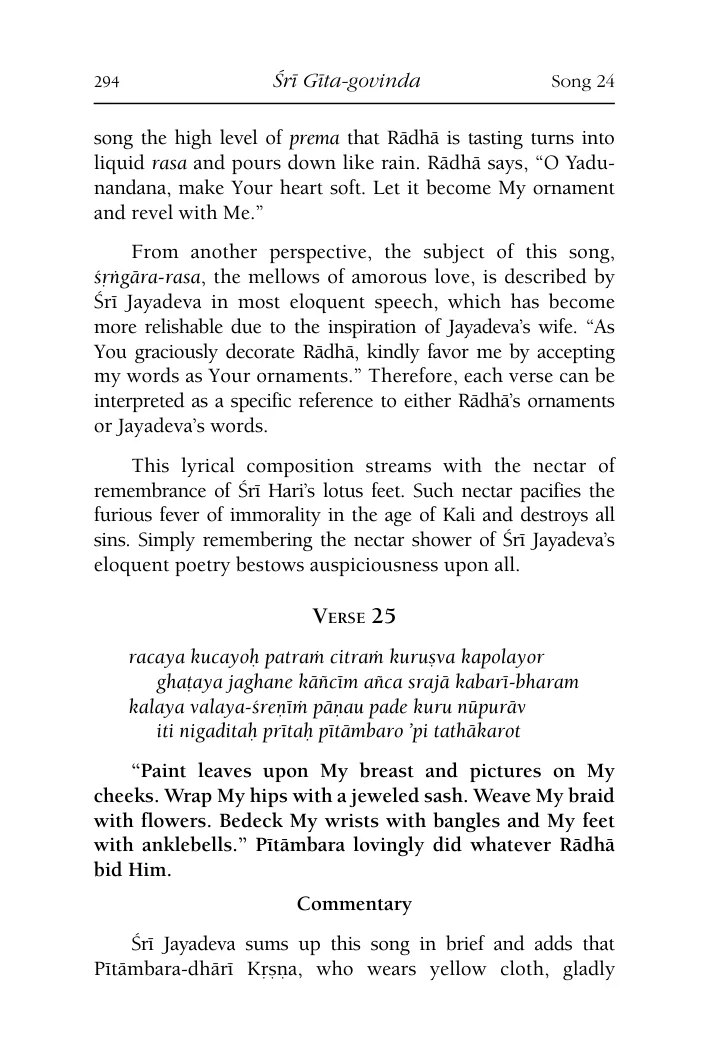 294 Śrī Gīta-govinda Song 24
song the high level of prema that Rādhā is tasting turns into
liquid rasa and pours down like rain. Rādhā says, “O Yadu-
nandana, make Your heart soft. Let it become My ornament
and revel with Me.”
From another perspective, the subject of this song,
śṛṅgāra-rasa, the mellows of amorous love, is described by
Śrī Jayadeva in most eloquent speech, which has become
more relishable due to the inspiration of Jayadeva’s wife. “As
You graciously decorate Rādhā, kindly favor me by accepting
my words as Your ornaments.” Therefore, each verse can be
interpreted as a specific reference to either Rādhā’s ornaments
or Jayadeva’s words.
This lyrical composition streams with the nectar of
remembrance of Śrī Hari’s lotus feet. Such nectar pacifies the
furious fever of immorality in the age of Kali and destroys all
sins. Simply remembering the nectar shower of Śrī Jayadeva’s
eloquent poetry bestows auspiciousness upon all.
Verse 25
racaya kucayoḥ patraṁ citraṁ kuruṣva kapolayor
ghaṭaya jaghane kāñcīm añca srajā kabarī-bharam
kalaya valaya-śreṇīṁ pāṇau pade kuru nūpurāv
iti nigaditaḥ prītaḥ pītāmbaro ’pi tathākarot
“Paint leaves upon My breast and pictures on My
cheeks. Wrap My hips with a jeweled sash. Weave My braid
with flowers. Bedeck My wrists with bangles and My feet
with anklebells.” Pītāmbara lovingly did whatever Rādhā
bid Him.
Commentary
Śrī Jayadeva sums up this song in brief and adds that
Pītāmbara-dhārī Kṛṣṇa, who wears yellow cloth, gladly